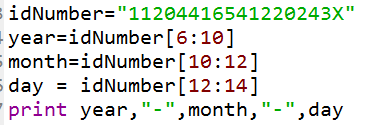 idNumber="11204416541220243X"
year=idNumber[6:10]
month=idNumber[10:12]
day = idNumber[12:14]
print year,"-",month,"-",day